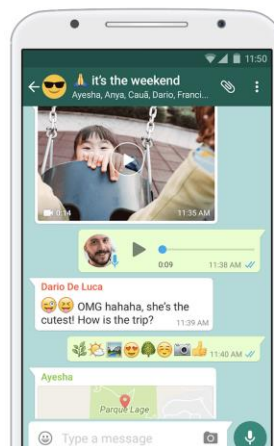 11:50
🙏 it's the weekend
Ayesha, Anya, Cauã, Dario, Franci...
0:14
11:35 AM
0:09
11:38 AM
Dario De Luca
😜😝 OMG hahaha, she's the
cutest! How is the trip?
11:39 AM
11:40 AM
Ayesha
Parque Lage
Type a message